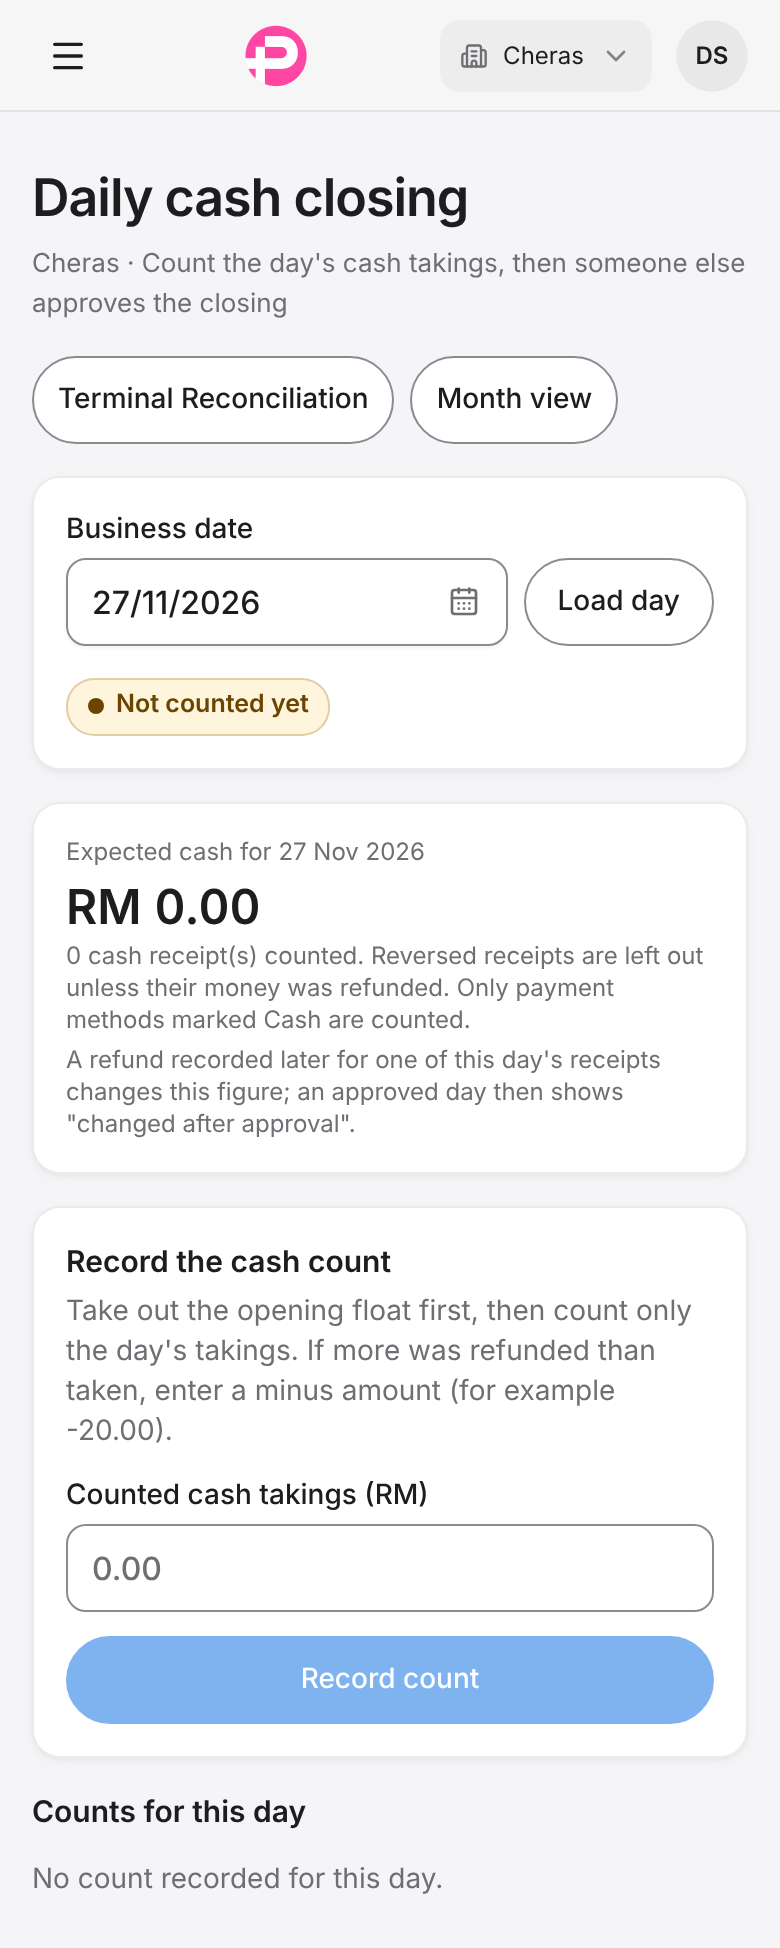 Cheras
DS
Daily cash closing
Cheras · Count the day's cash takings, then someone else
approves the closing
Terminal Reconciliation
Month view
Business date
27/11/2026
Load day
Not counted yet
Expected cash for 27 Nov 2026
RM 0.00
0 cash receipt(s) counted. Reversed receipts are left out
unless their money was refunded. Only payment
methods marked Cash are counted.
A refund recorded later for one of this day's receipts
changes this figure; an approved day then shows
"changed after approval".
Record the cash count
Take out the opening float first, then count only
the day's takings. If more was refunded than
taken, enter a minus amount (for example
-20.00).
Counted cash takings (RM)
0.00
Record count
Counts for this day
No count recorded for this day.